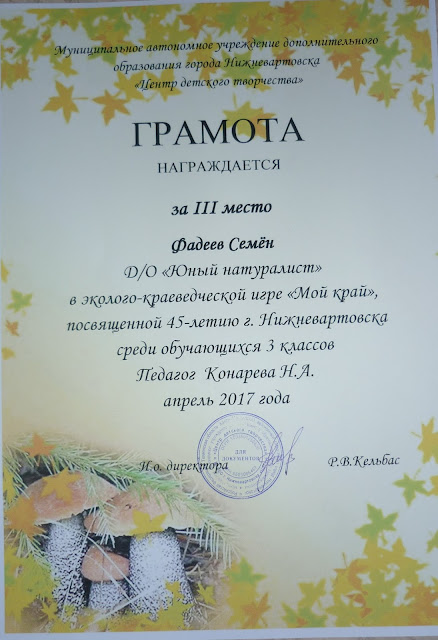 Муниципальное автономное учреждение дополнительного
образования города Нижневартовска
«Центр детского творчества»
ГРАМОТА
НАГРАЖДАЕТСЯ
за III место
Фадеев Семён
Д/О «Юный натуралист»
в эколого-краеведческой игре «Мой край»,
посвященной 45-летию г. Нижневартовска
среди обучающихся 3 классов
Педагог Конарева Н.А.
апрель 2017 года
ДЛЯ
ДОКУМЕНТОВ
И.о. директора Р.В.Кельбас